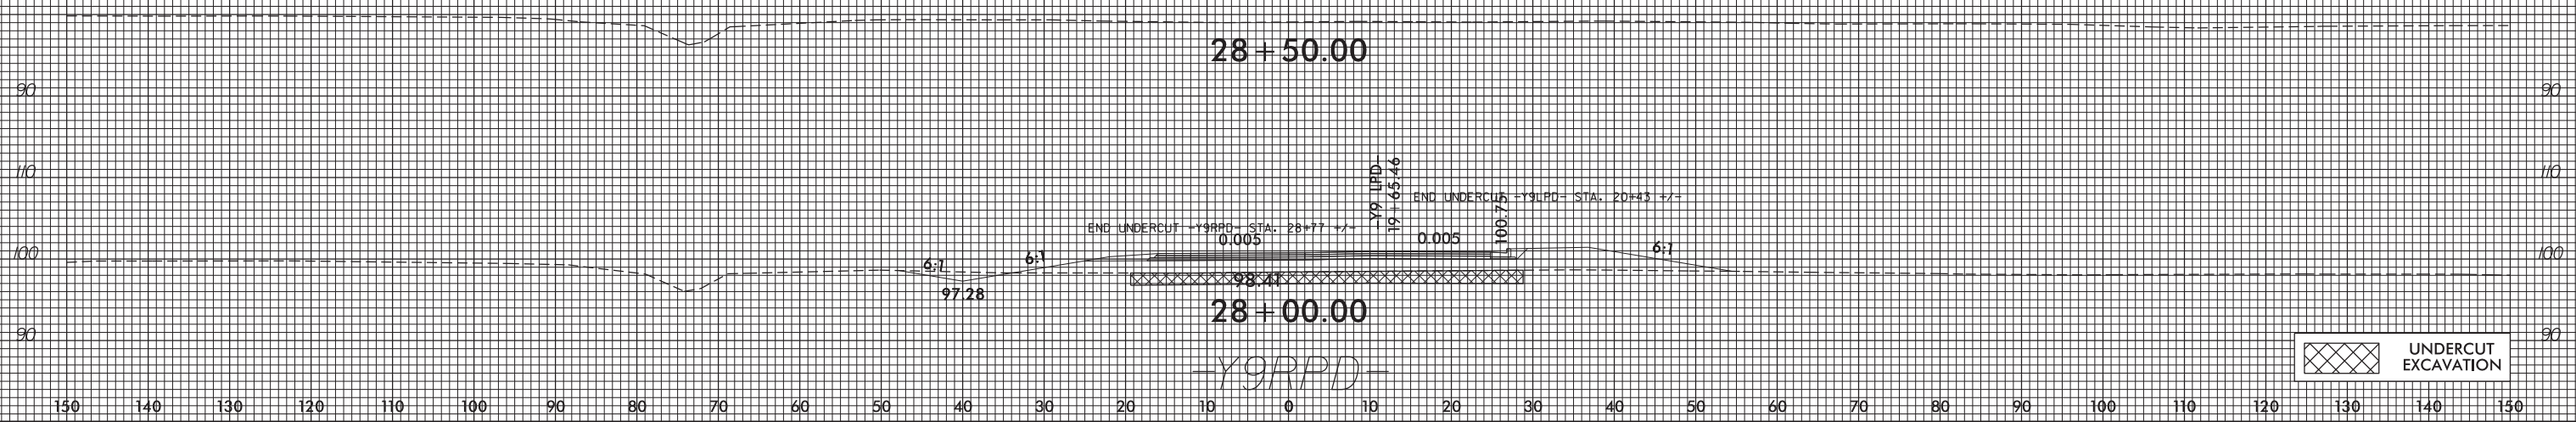 28+50.00
90 90
110 110
-Y9 LPD-
19+65.46
END UNDERCUT -Y9LPD- STA. 20+43 +/-
100.75
END UNDERCUT -Y9RPD- STA. 28+77 +/-
0.005 0.005
100 6:1 6:1 6:1 100
98.41
97.28
28+00.00
90 90
UNDERCUT
EXCAVATION
-Y9RPD-
150 140 130 120 110 100 90 80 70 60 50 40 30 20 10 0 10 20 30 40 50 60 70 80 90 100 110 120 130 140 150